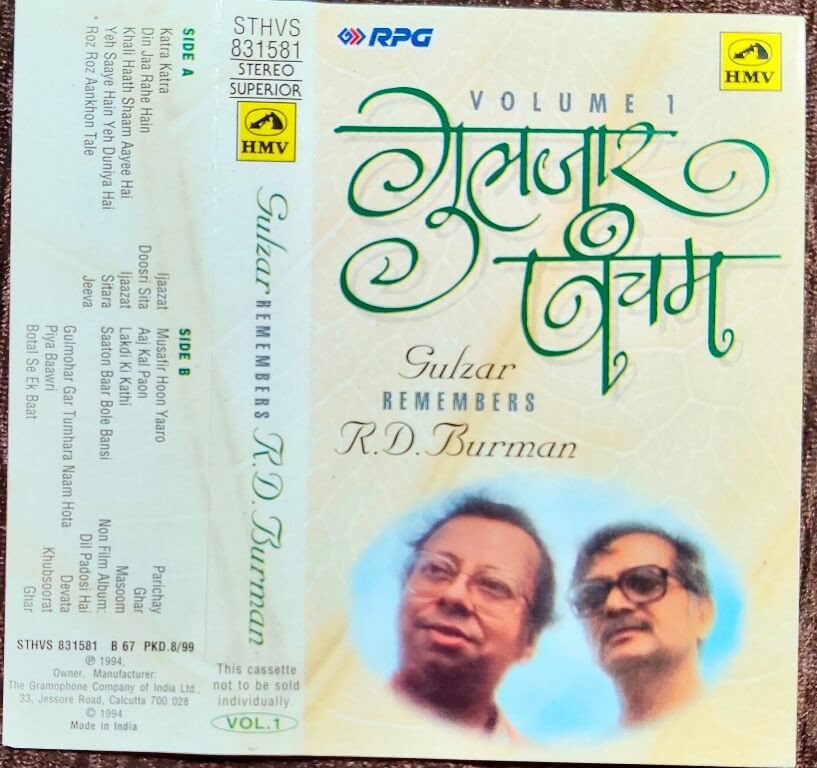 SIDE A
Katra Katra Ijaazat
Din Jaa Rahe Hain Doosri Sita
Khali Haath Shaam Aayee Hai Ijaazat
Yeh Saaye Hain Yeh Duniya Hai Sitara
Roz Roz Aankhon Tale Jeeva
SIDE B
Musafir Hoon Yaaro Parichay
Aaj Kal Paon Ghar
Lakdi Ki Kathi Masoom
Saaton Baar Bole Bansi Non Film Album:
Dil Padosi Hai
Gulmohar Gar Tumhara Naam Hota Devata
Piya Baawri Khubsoorat
Botal Se Ek Baat Ghar
STHVS 831581 B 67 PKD.8/99
℗ 1994,
Owner, Manufacturer:
The Gramophone Company of India Ltd.,
33, Jessore Road, Calcutta 700 028
© 1994
Made in India
STHVS
831581
STEREO
SUPERIOR
HMV
Gulzar REMEMBERS R.D. Burman
This cassette
not to be sold
individually.
VOL.1
RPG
HMV
VOLUME 1
गुलज़ार
पंचम
Gulzar
REMEMBERS
R.D. Burman